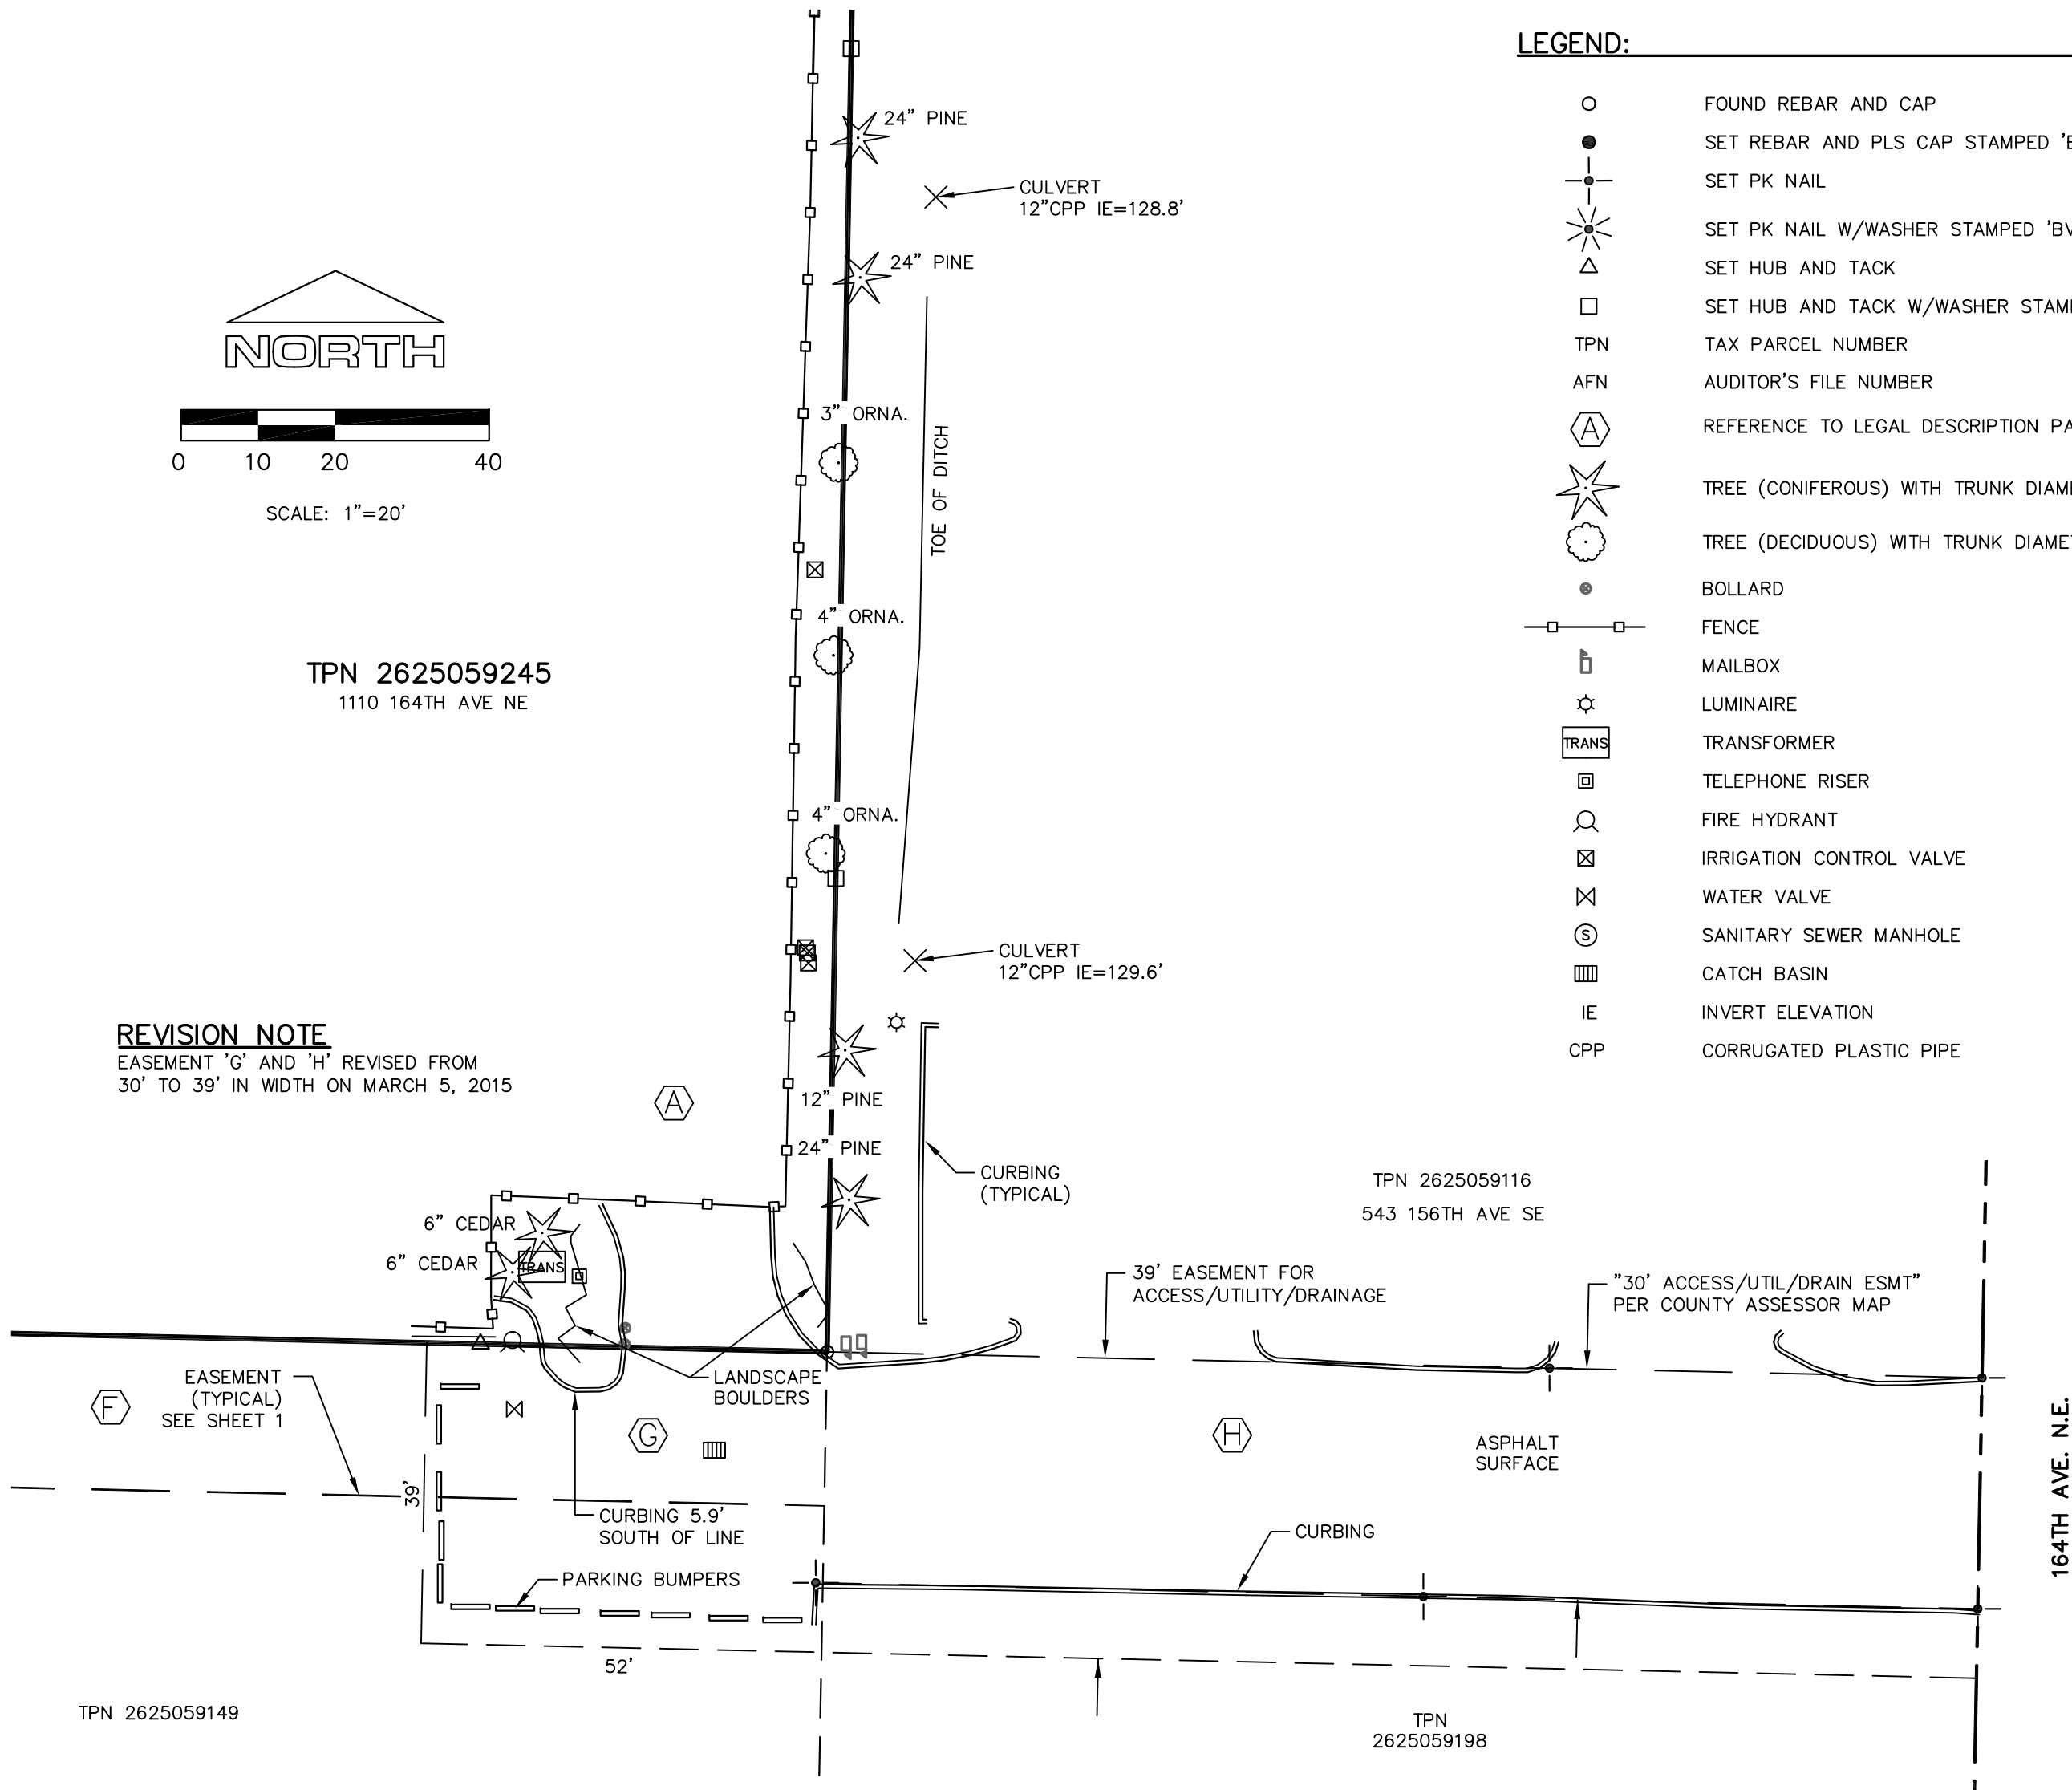 LEGEND:
FOUND REBAR AND CAP
SET REBAR AND PLS CAP STAMPED
SET PK NAIL
SET PK NAIL W/WASHER STAMPED
SET HUB AND TACK
SET HUB AND TACK W/WASHER
TPN TAX PARCEL NUMBER
AFN AUDITOR'S FILE NUMBER
A REFERENCE TO LEGAL DESCRIPTION
TREE (CONIFEROUS) WITH TRUNK
TREE (DECIDUOUS) WITH TRUNK
BOLLARD
FENCE
MAILBOX
LUMINAIRE
TRANS TRANSFORMER
TELEPHONE RISER
FIRE HYDRANT
IRRIGATION CONTROL VALVE
WATER VALVE
S SANITARY SEWER MANHOLE
CATCH BASIN
IE INVERT ELEVATION
CPP CORRUGATED PLASTIC PIPE
24" PINE
CULVERT
12"CPP IE=128.8'
24" PINE
NORTH
0 10 20 40
SCALE: 1"=20'
3" ORNA.
TOE OF DITCH
4" ORNA.
TPN 2625059245
1110 164TH AVE NE
4" ORNA.
CULVERT
12"CPP IE=129.6'
REVISION NOTE
EASEMENT 'G' AND 'H' REVISED FROM
30' TO 39' IN WIDTH ON MARCH 5, 2015
A
12" PINE
24" PINE
CURBING
(TYPICAL)
TPN 2625059116
543 156TH AVE SE
6" CEDAR
6" CEDAR
TRANS
39' EASEMENT FOR
ACCESS/UTILITY/DRAINAGE
"30' ACCESS/UTIL/DRAIN ESMT"
PER COUNTY ASSESSOR MAP
EASEMENT
(TYPICAL)
SEE SHEET 1
LANDSCAPE
BOULDERS
F
G
H
ASPHALT
SURFACE
164TH AVE. N.E.
39'
CURBING 5.9'
SOUTH OF LINE
CURBING
PARKING BUMPERS
52'
TPN 2625059149
TPN
2625059198